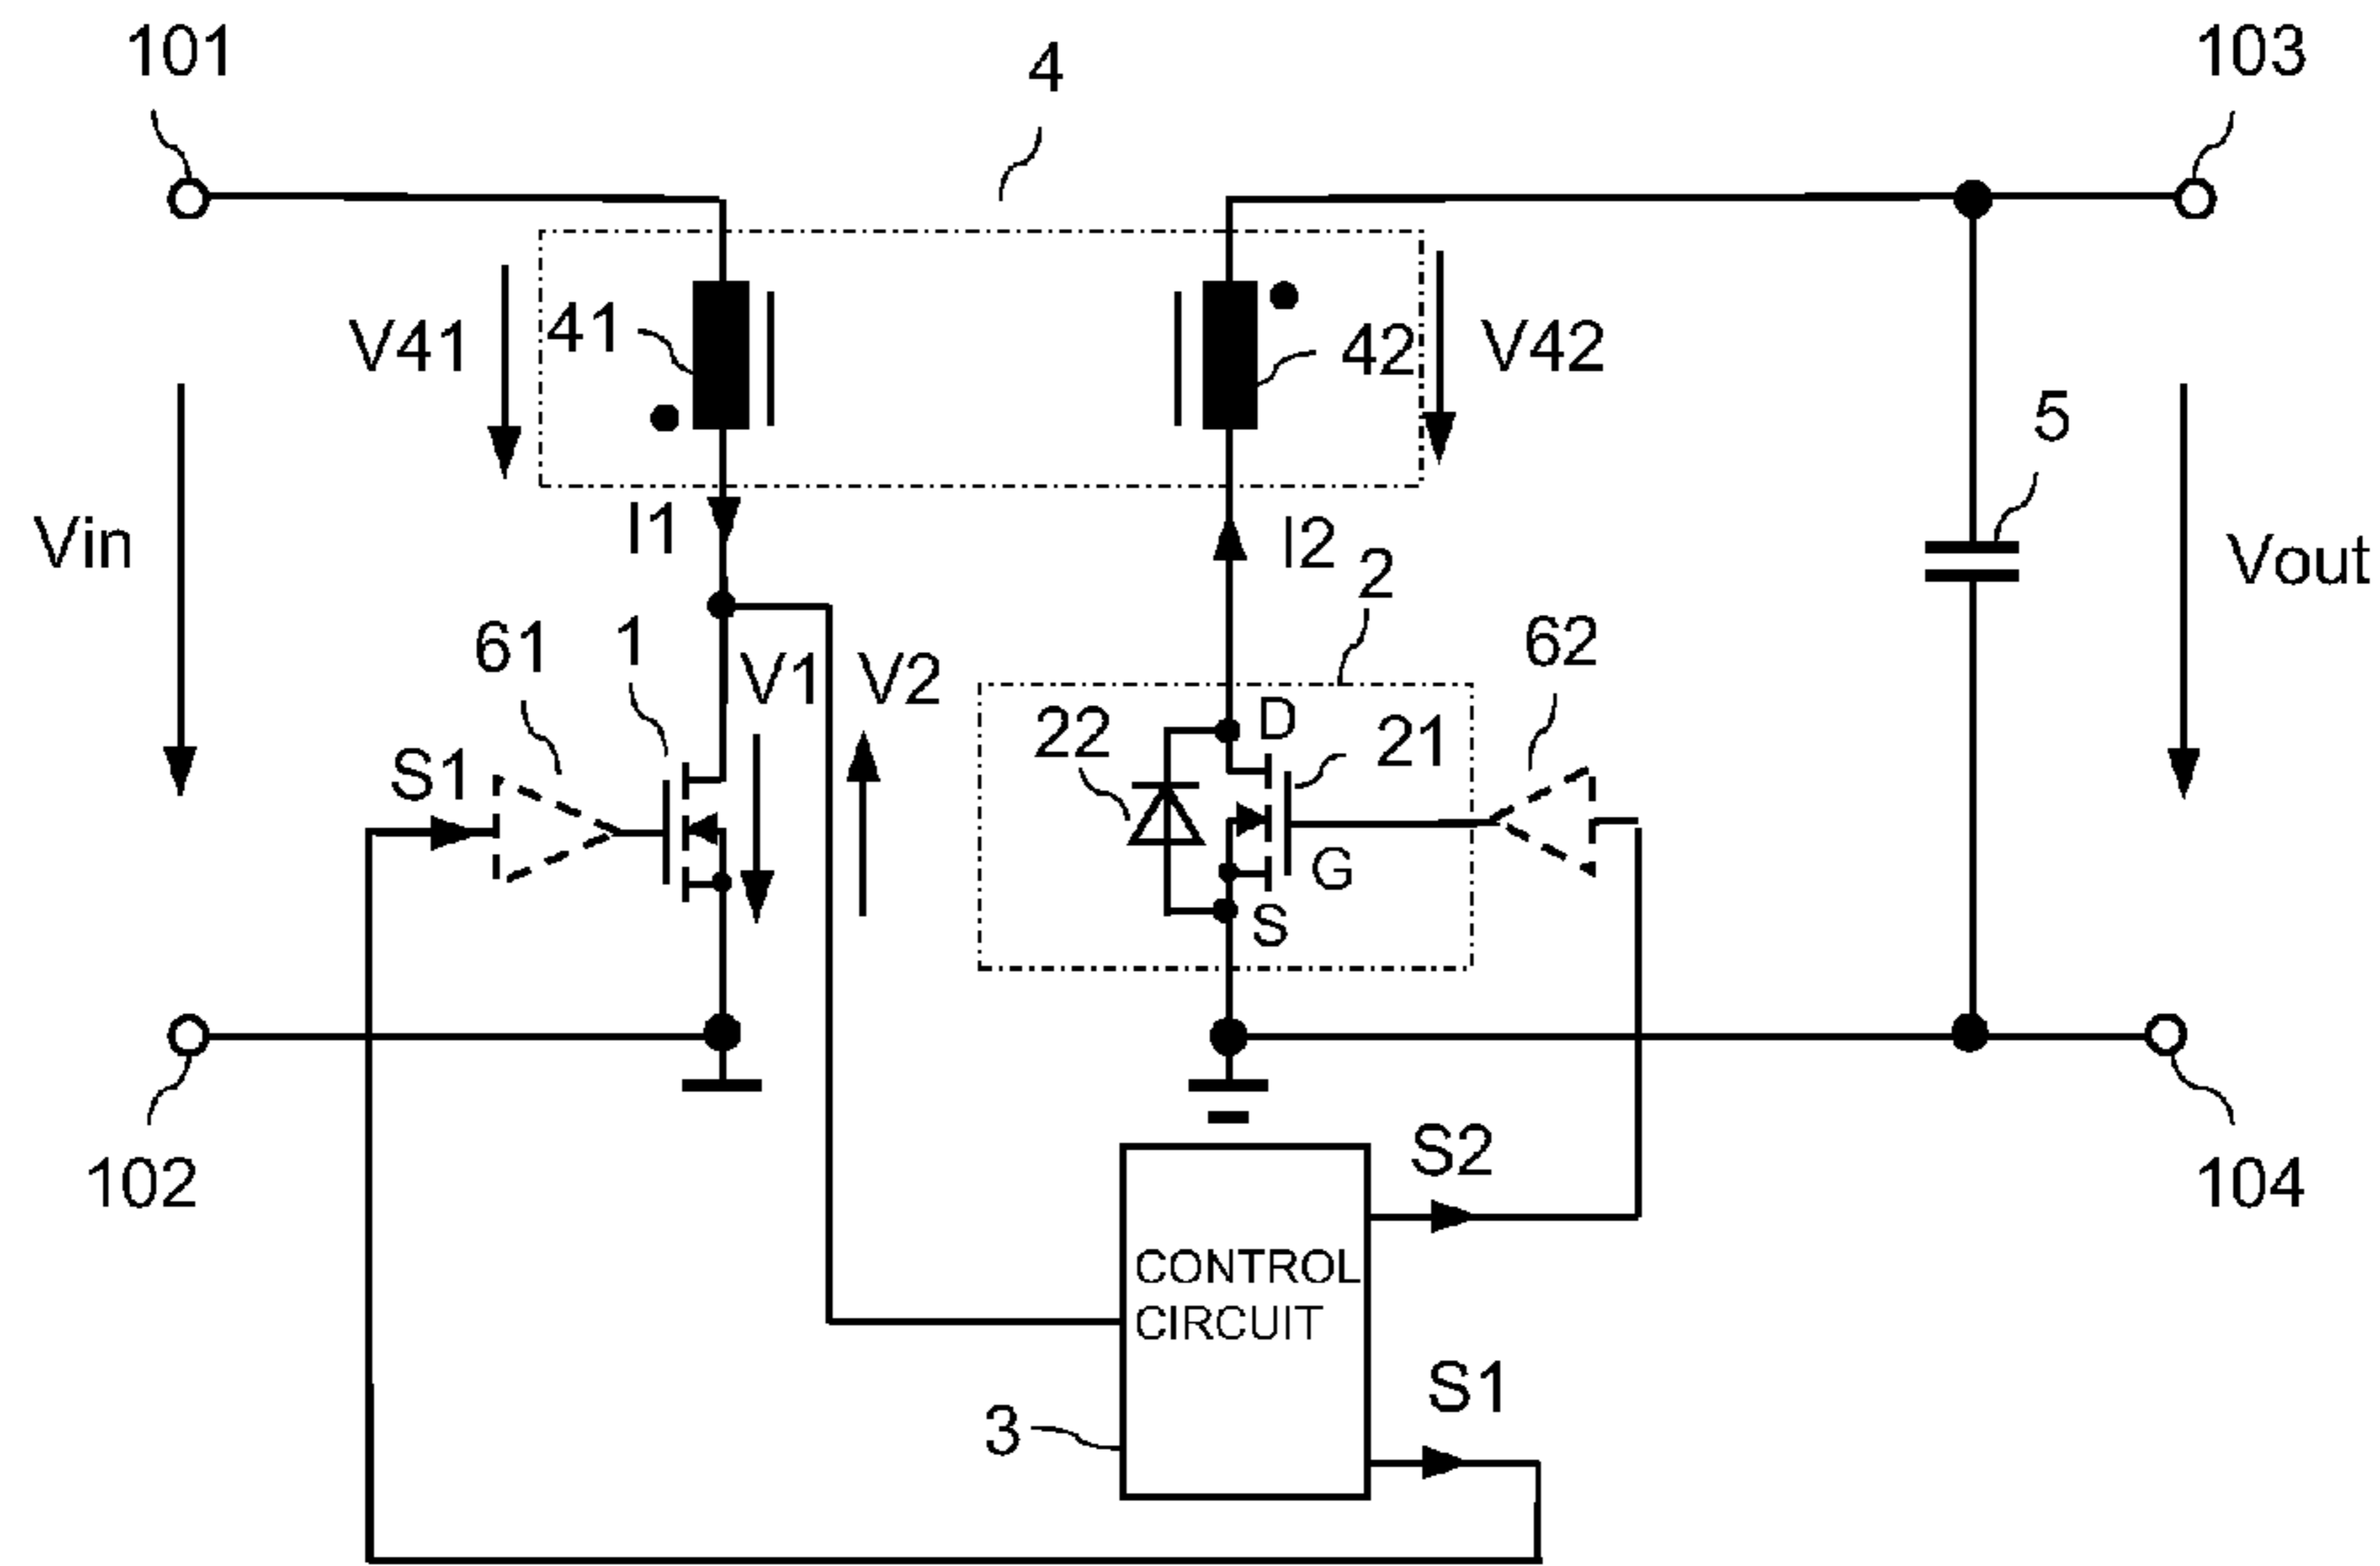 101
4
103
V41
41
42
V42
5
Vin
I1
I2
2
Vout
61
1
V1
V2
62
22
D
21
S1
G
S
102
S2
104
CONTROL
CIRCUIT
S1
3